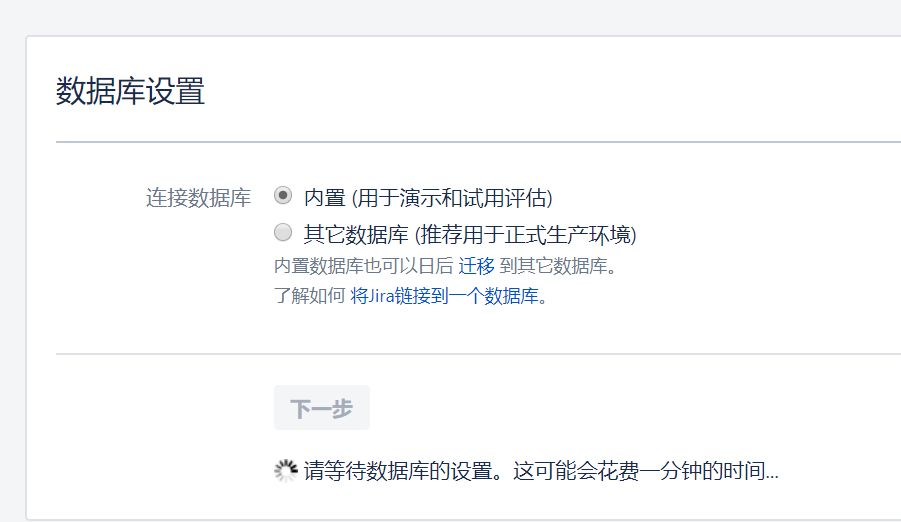 数据库设置
连接数据库 内置 (用于演示和试用评估)
其它数据库 (推荐用于正式生产环境)
内置数据库也可以日后 迁移 到其它数据库。
了解如何 将Jira链接到一个数据库。
下一步
请等待数据库的设置。这可能会花费一分钟的时间...